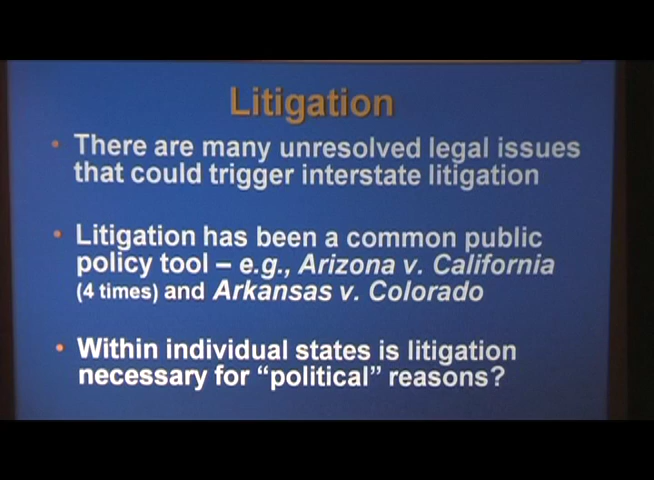 Litigation
• There are many unresolved legal issues
that could trigger interstate litigation
• Litigation has been a common public
policy tool – e.g., Arizona v. California
(4 times) and Arkansas v. Colorado
• Within individual states is litigation
necessary for “political” reasons?